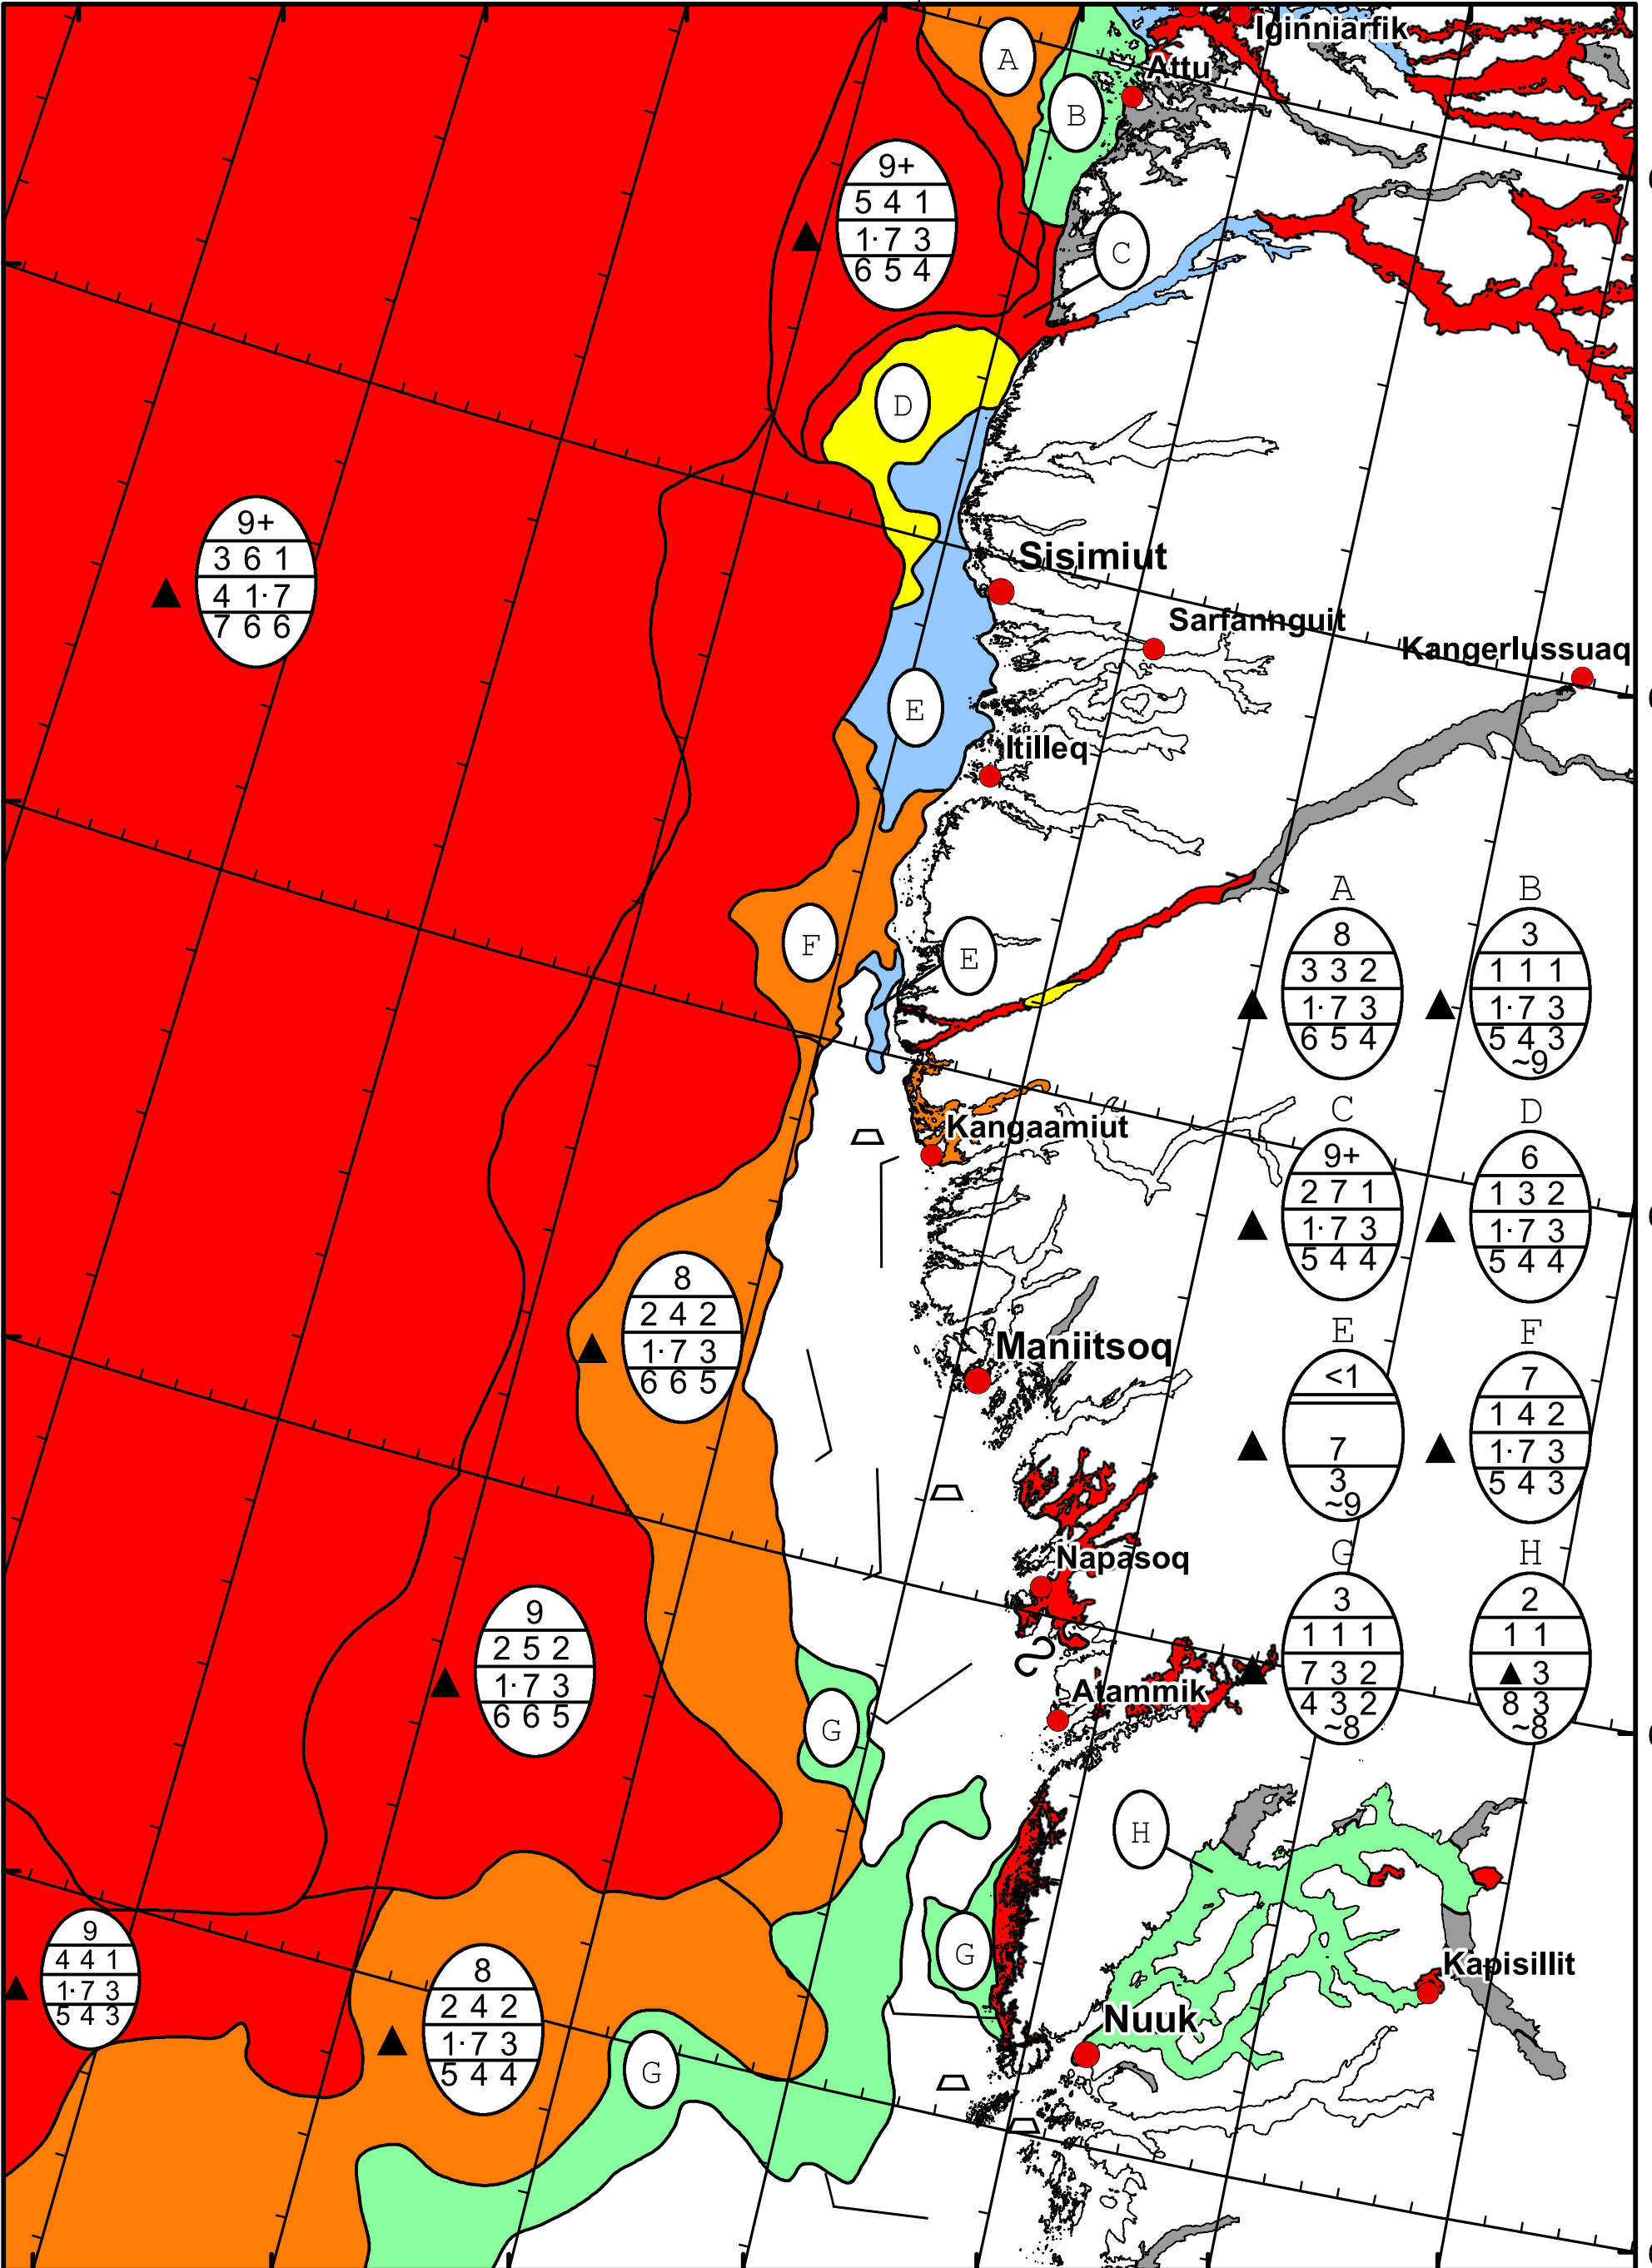 Iginniarfik
A
Attu
B
9+
5 4 1
1· 7 3
6 5 4
C
D
9+
3 6 1
4 1· 7
7 6 6
Sisimiut
Sarfannguit
Kangerlussuaq
E
Itilleq
F
E
A
8
3 3 2
1· 7 3
6 5 4
B
3
1 1 1
1· 7 3
5 4 3
~9
Kangaamiut
C
9+
2 7 1
1· 7 3
5 4 4
D
6
1 3 2
1· 7 3
5 4 4
8
2 4 2
1· 7 3
6 6 5
Maniitsoq
E
<1
7
3
~9
F
7
1 4 2
1· 7 3
5 4 3
Napasoq
9
2 5 2
1· 7 3
6 6 5
G
3
1 1 1
7 3 2
4 3 2
~8
H
2
1 1
▲ 3
8 3
~8
Atammik
G
H
9
4 4 1
1· 7 3
5 4 3
G
8
2 4 2
1· 7 3
5 4 4
Kapisillit
Nuuk
G